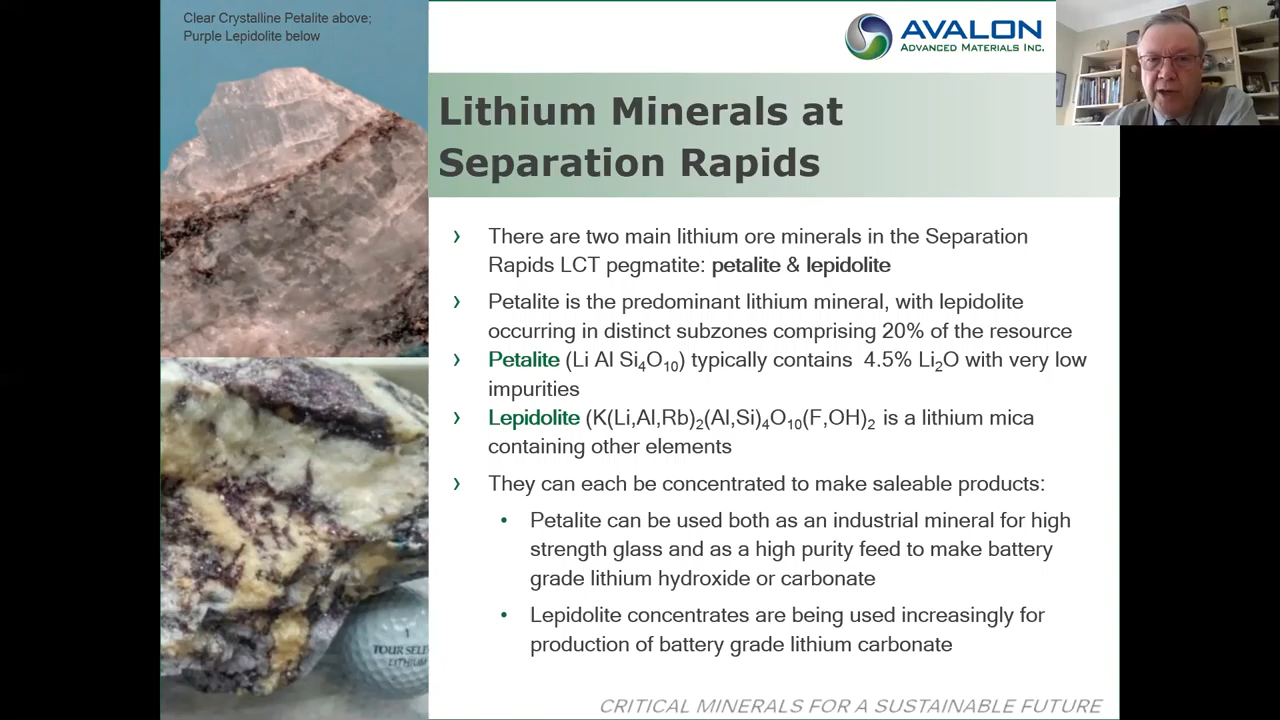 Clear Crystalline Petalite above;
Purple Lepidolite below
AVALON
ADVANCED MATERIALS INC.
Lithium Minerals at
Separation Rapids
› There are two main lithium ore minerals in the Separation
Rapids LCT pegmatite: petalite & lepidolite
› Petalite is the predominant lithium mineral, with lepidolite
occurring in distinct subzones comprising 20% of the resource
› Petalite (Li Al Si₄O₁₀) typically contains 4.5% Li₂O with very low
impurities
› Lepidolite (K(Li,Al,Rb)₂(Al,Si)₄O₁₀(F,OH)₂ is a lithium mica
containing other elements
› They can each be concentrated to make saleable products:
• Petalite can be used both as an industrial mineral for high
strength glass and as a high purity feed to make battery
grade lithium hydroxide or carbonate
• Lepidolite concentrates are being used increasingly for
production of battery grade lithium carbonate
1
TOUR
LITHIUM
CRITICAL MINERALS FOR A SUSTAINABLE FUTURE